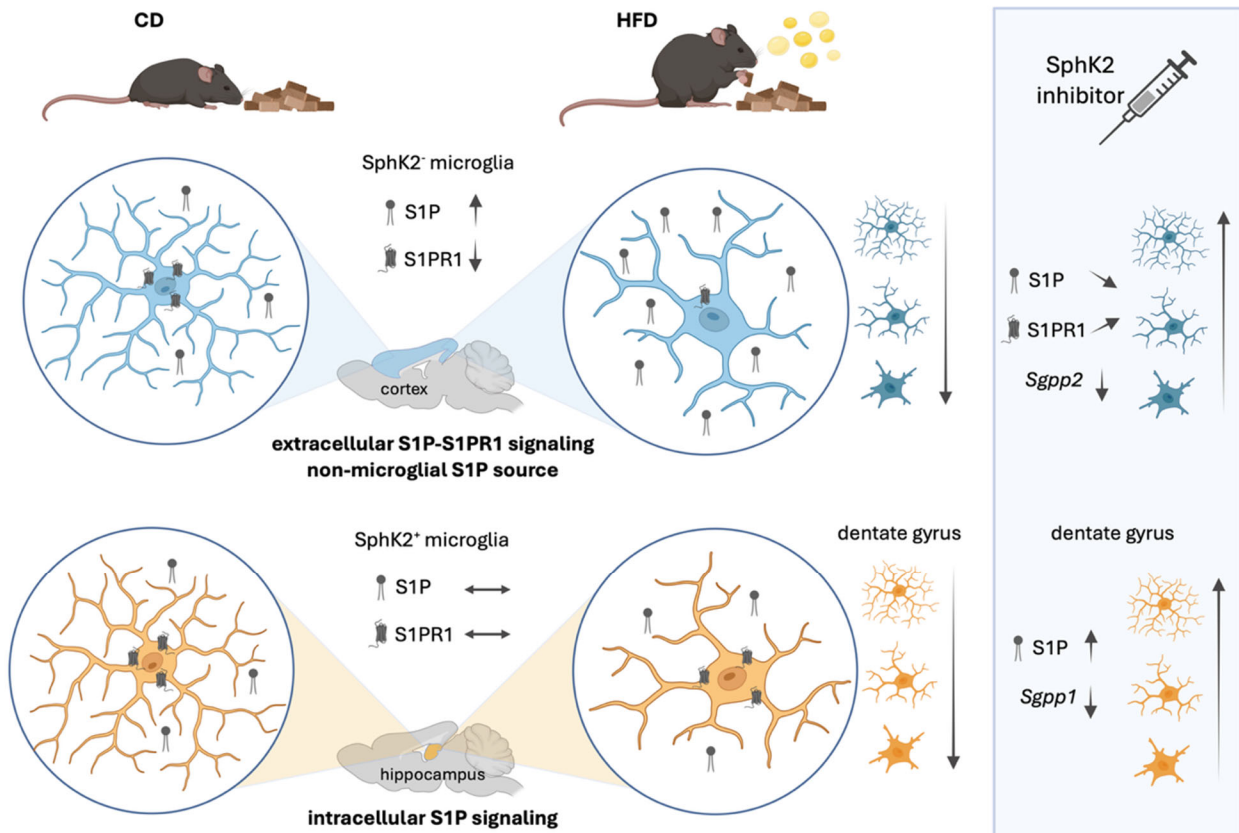 CD
HFD
SphK2
inhibitor
SphK2⁻ microglia
S1P
S1PR1
cortex
extracellular S1P-S1PR1 signaling
non-microglial S1P source
S1P
S1PR1
Sgpp2
SphK2⁺ microglia
S1P
S1PR1
hippocampus
intracellular S1P signaling
dentate gyrus
dentate gyrus
S1P
Sgpp1